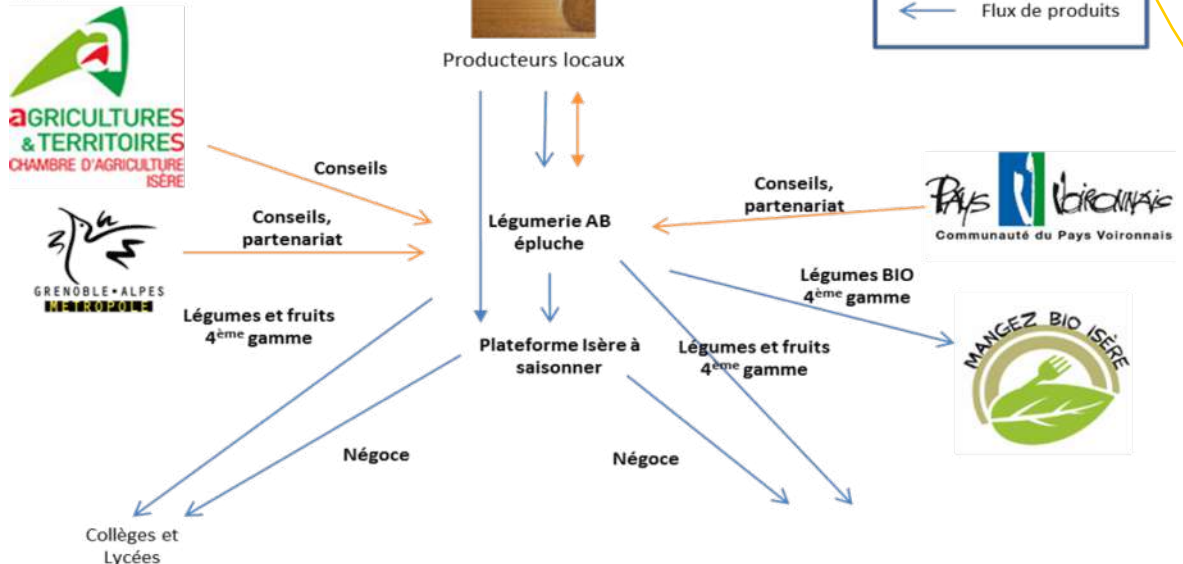 Flux de produits
Producteurs locaux
aGRICULTURES
& TERRITOIRES
CHAMBRE D'AGRICULTURE
ISÈRE
Conseils
Conseils,
partenariat
GRENOBLE•ALPES
METROPOLE
Légumerie AB
épluche
Conseils,
partenariat
PAYS VOIRONNAIS
Communauté du Pays Voironnais
Légumes BIO
4ème gamme
MANGEZ BIO ISÈRE
Légumes et fruits
4ème gamme
Plateforme Isère à
saisonner
Légumes et fruits
4ème gamme
Négoce
Négoce
Collèges et
Lycées